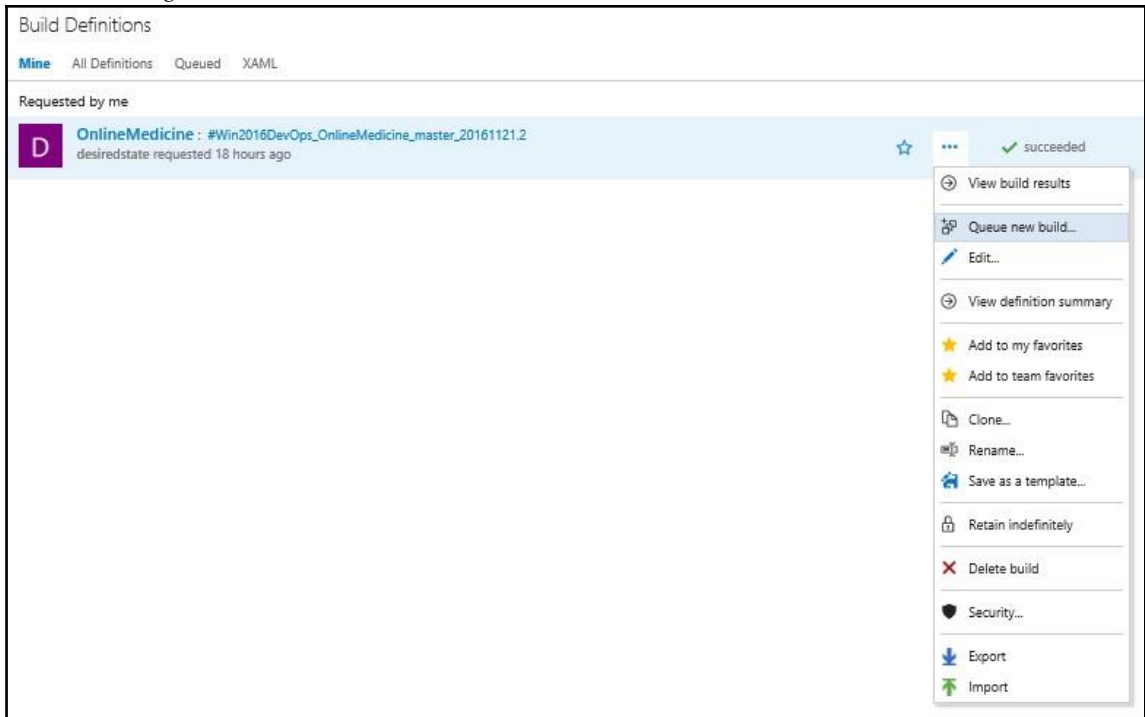 Build Definitions
Mine All Definitions Queued XAML
Requested by me
D
OnlineMedicine : #Win2016DevOps_OnlineMedicine_master_20161121.2
desiredstate requested 18 hours ago
succeeded
View build results
Queue new build...
Edit...
View definition summary
Add to my favorites
Add to team favorites
Clone...
Rename...
Save as a template...
Retain indefinitely
Delete build
Security...
Export
Import